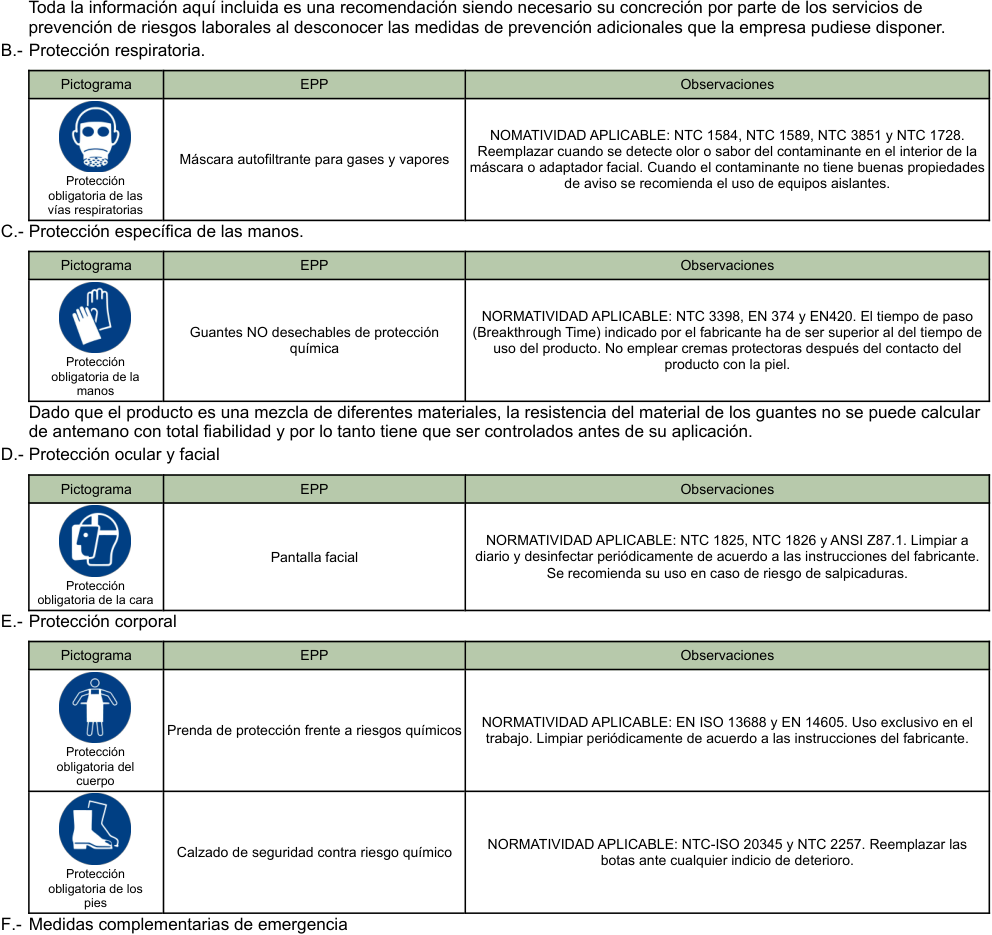 Toda la información aquí incluida es una recomendación siendo necesario su concreción por parte de los servicios de
prevención de riesgos laborales al desconocer las medidas de prevención adicionales que la empresa pudiese disponer.
B.- Protección respiratoria.
Pictograma EPP Observaciones
Protección
obligatoria de las
vías respiratorias
Máscara autofiltrante para gases y vapores
NOMATIVIDAD APLICABLE: NTC 1584, NTC 1589, NTC 3851 y NTC 1728.
Reemplazar cuando se detecte olor o sabor del contaminante en el interior de la
máscara o adaptador facial. Cuando el contaminante no tiene buenas propiedades
de aviso se recomienda el uso de equipos aislantes.
C.- Protección específica de las manos.
Pictograma EPP Observaciones
Protección
obligatoria de la
manos
Guantes NO desechables de protección
química
NORMATIVIDAD APLICABLE: NTC 3398, EN 374 y EN420. El tiempo de paso
(Breakthrough Time) indicado por el fabricante ha de ser superior al del tiempo de
uso del producto. No emplear cremas protectoras después del contacto del
producto con la piel.
Dado que el producto es una mezcla de diferentes materiales, la resistencia del material de los guantes no se puede calcular
de antemano con total fiabilidad y por lo tanto tiene que ser controlados antes de su aplicación.
D.- Protección ocular y facial
Pictograma EPP Observaciones
Protección
obligatoria de la cara
Pantalla facial
NORMATIVIDAD APLICABLE: NTC 1825, NTC 1826 y ANSI Z87.1. Limpiar a
diario y desinfectar periódicamente de acuerdo a las instrucciones del fabricante.
Se recomienda su uso en caso de riesgo de salpicaduras.
E.- Protección corporal
Pictograma EPP Observaciones
Protección
obligatoria del
cuerpo
Prenda de protección frente a riesgos químicos
NORMATIVIDAD APLICABLE: EN ISO 13688 y EN 14605. Uso exclusivo en el
trabajo. Limpiar periódicamente de acuerdo a las instrucciones del fabricante.
Protección
obligatoria de los
pies
Calzado de seguridad contra riesgo químico
NORMATIVIDAD APLICABLE: NTC-ISO 20345 y NTC 2257. Reemplazar las
botas ante cualquier indicio de deterioro.
F.- Medidas complementarias de emergencia